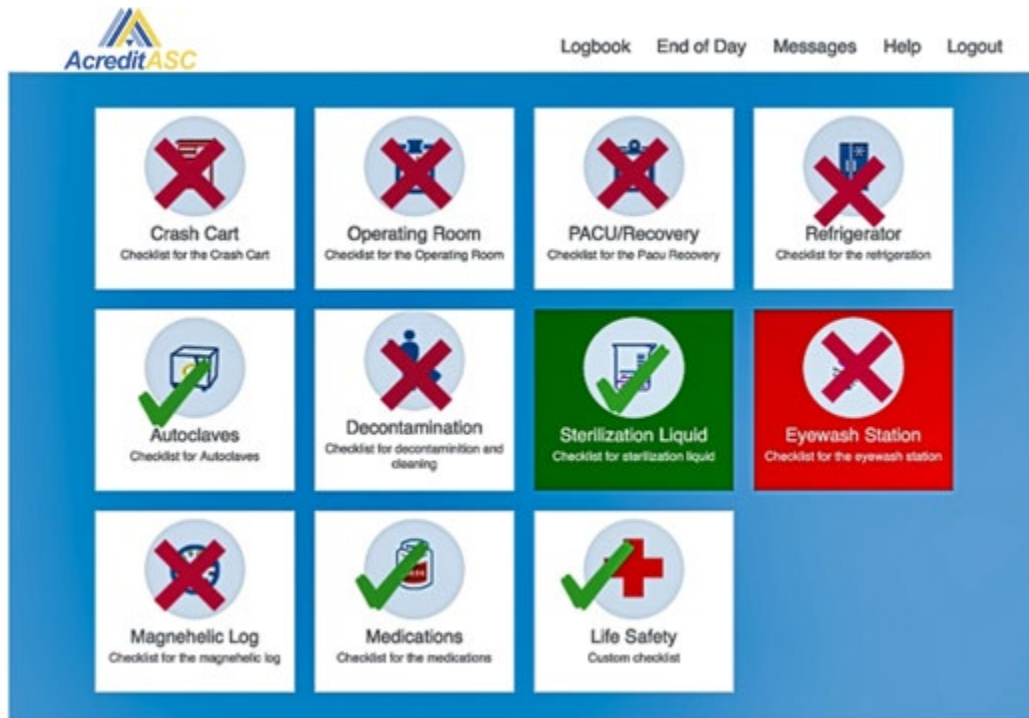 AcreditASC
Logbook End of Day Messages Help Logout
Crash Cart
Checklist for the Crash Cart
Operating Room
Checklist for the Operating Room
PACU/Recovery
Checklist for the Pacu Recovery
Refrigerator
Checklist for the refrigeration
Autoclaves
Checklist for Autoclaves
Decontamination
Checklist for decontaminition and
cleaning
Sterilization Liquid
Checklist for sterilization liquid
Eyewash Station
Checklist for the eyewash station
Magnehelic Log
Checklist for the magnehelic log
Medications
Checklist for the medications
Life Safety
Custom checklist